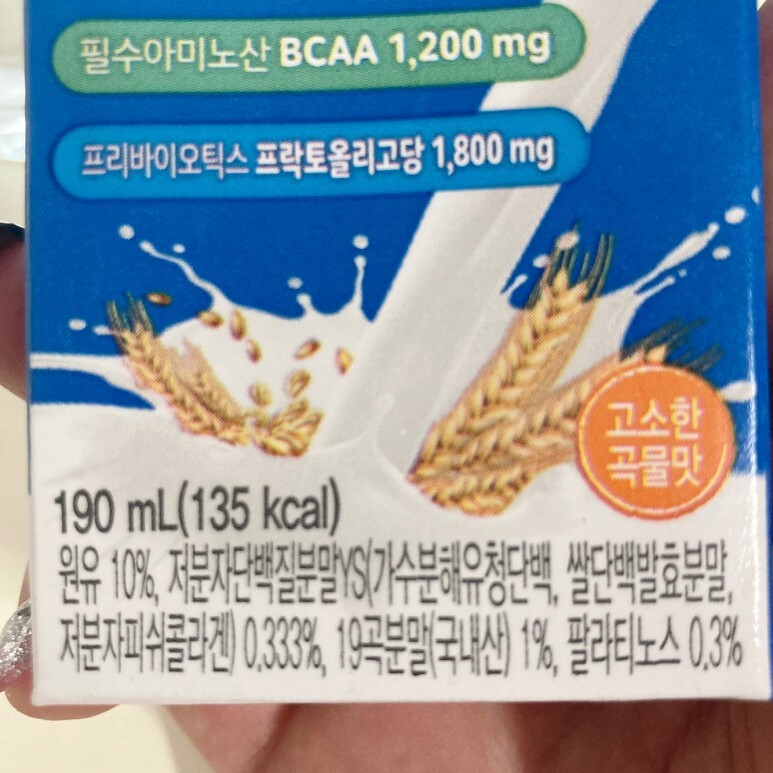 필수아미노산 BCAA 1,200 mg
프리바이오틱스 프락토올리고당 1,800 mg
고소한
곡물맛
190 mL(135 kcal)
원유 10%, 저분자단백질분말YS(가수분해유청단백, 쌀단백발효분말,
저분자피쉬콜라겐) 0.333%, 19곡분말(국내산) 1%, 팔라티노스 0.3%